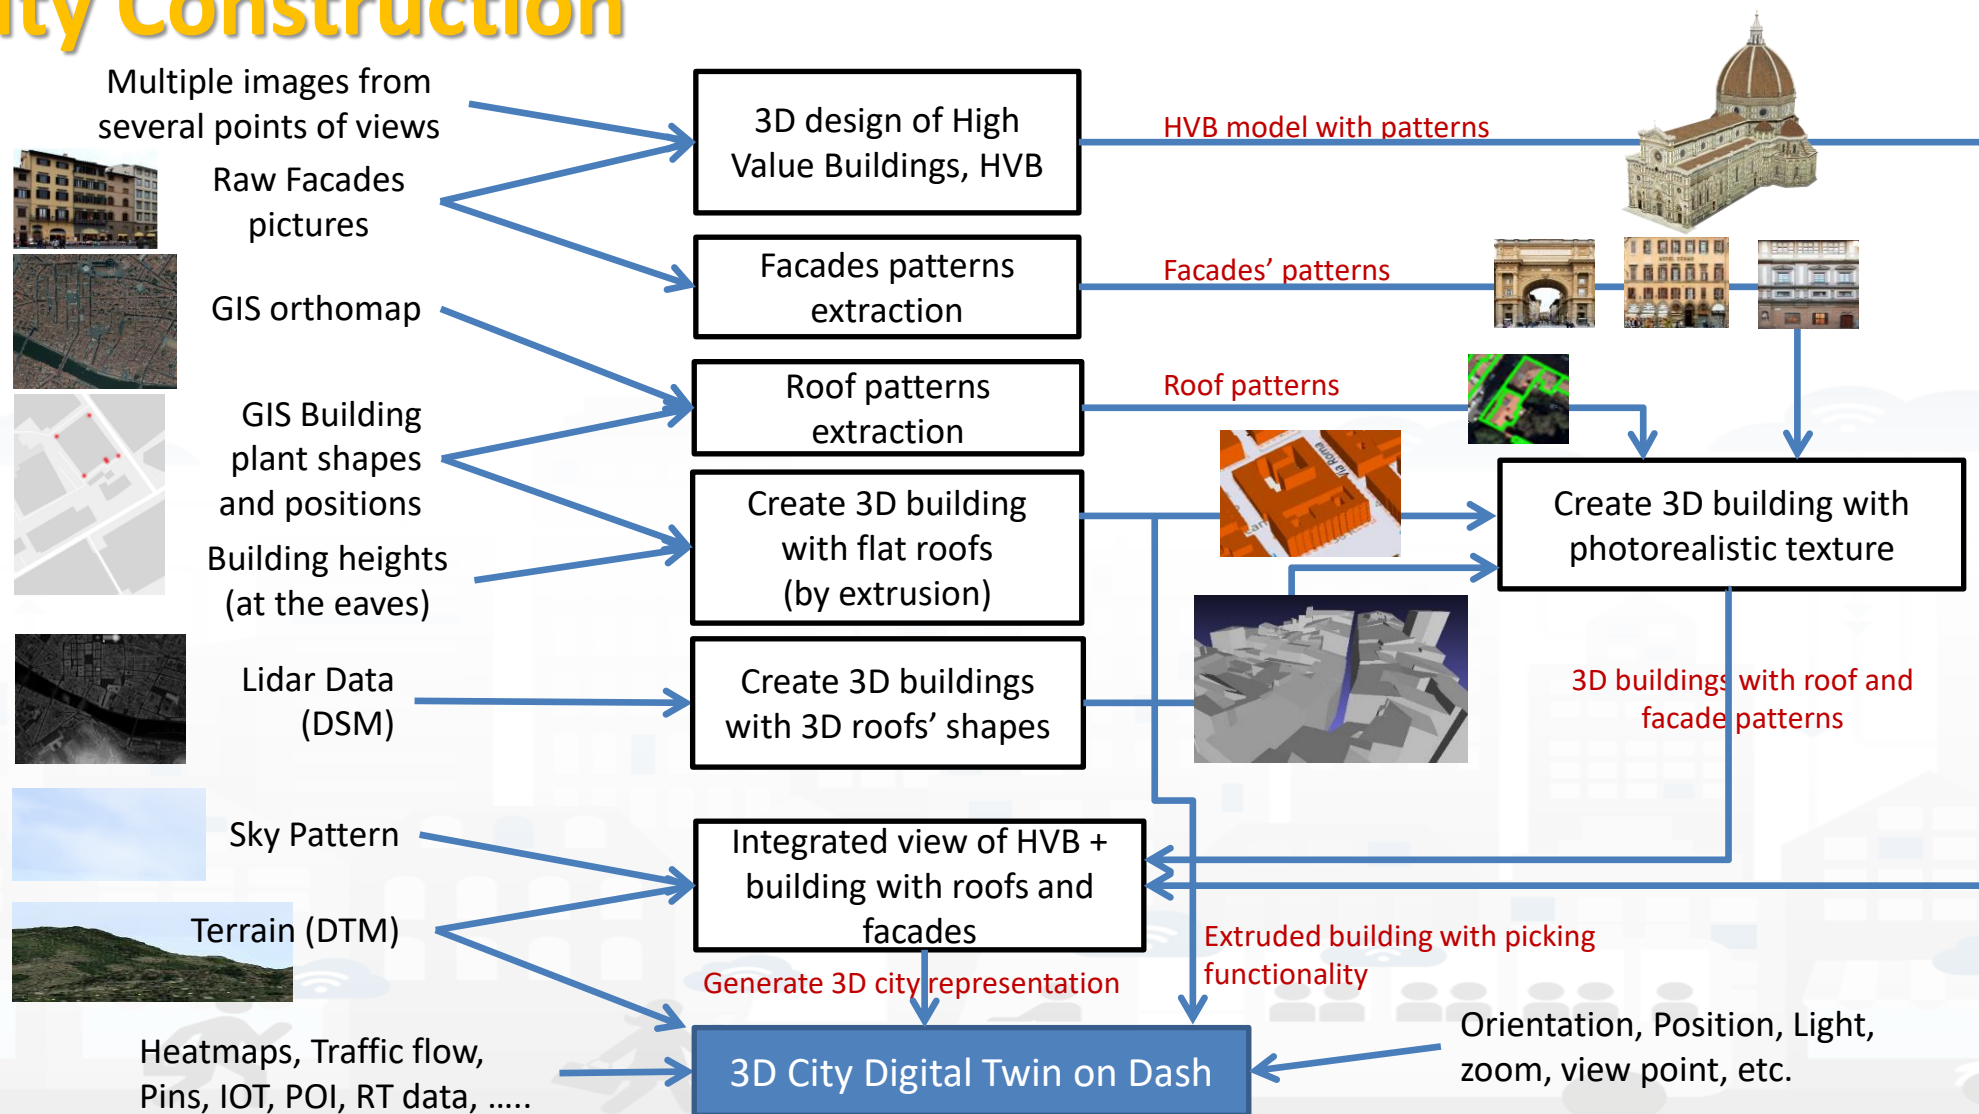 ity Construction
Multiple images from
several points of views
Raw Facades
pictures
GIS orthomap
GIS Building
plant shapes
and positions
Building heights
(at the eaves)
Lidar Data
(DSM)
Sky Pattern
Terrain (DTM)
Heatmaps, Traffic flow,
Pins, IOT, POI, RT data, .....
3D design of High
Value Buildings, HVB
Facades patterns
extraction
Roof patterns
extraction
Create 3D building
with flat roofs
(by extrusion)
Create 3D buildings
with 3D roofs’ shapes
Integrated view of HVB +
building with roofs and
facades
Generate 3D city representation
3D City Digital Twin on Dash
HVB model with patterns
Facades’ patterns
Roof patterns
Via Roma
Create 3D building with
photorealistic texture
3D buildings with roof and
facade patterns
Extruded building with picking
functionality
Orientation, Position, Light,
zoom, view point, etc.